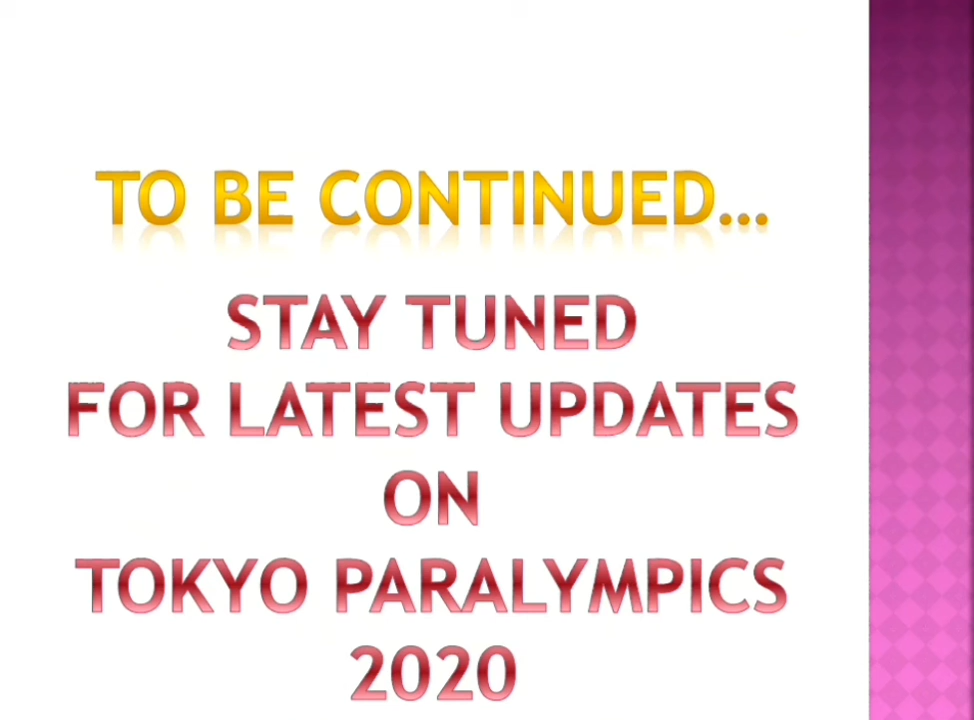 TO BE CONTINUED...
STAY TUNED
FOR LATEST UPDATES
ON
TOKYO PARALYMPICS
2020